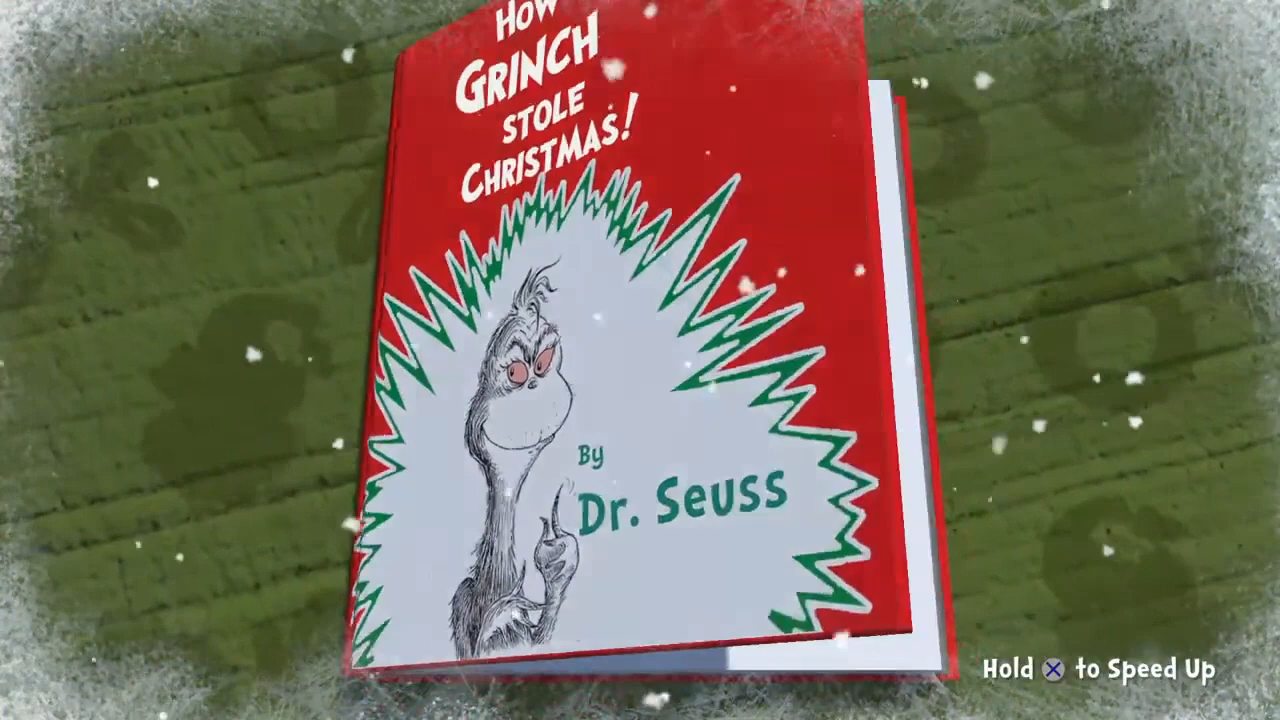 How
GRINCH
STOLE
CHRISTMAS!
By
Dr. Seuss
Hold ⓧ to Speed Up